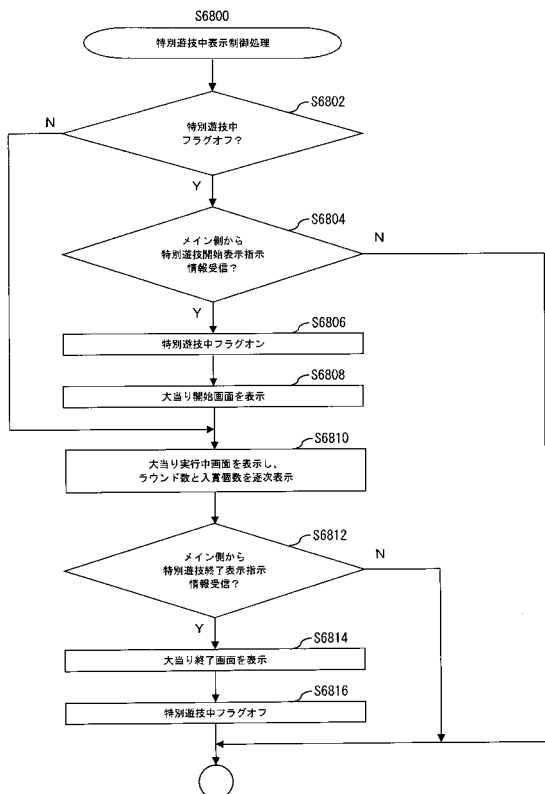 S6800
特別遊技中表示制御処理
S6802
N
特別遊技中
フラグオフ？
Y
S6804
メイン側から
特別遊技開始表示指示
情報受信？
N
Y
S6806
特別遊技中フラグオン
S6808
大当り開始画面を表示
S6810
大当り実行中画面を表示し、
ラウンド数と入賞個数を逐次表示
S6812
メイン側から
特別遊技終了表示指示
情報受信？
N
Y
S6814
大当り終了画面を表示
S6816
特別遊技中フラグオフ